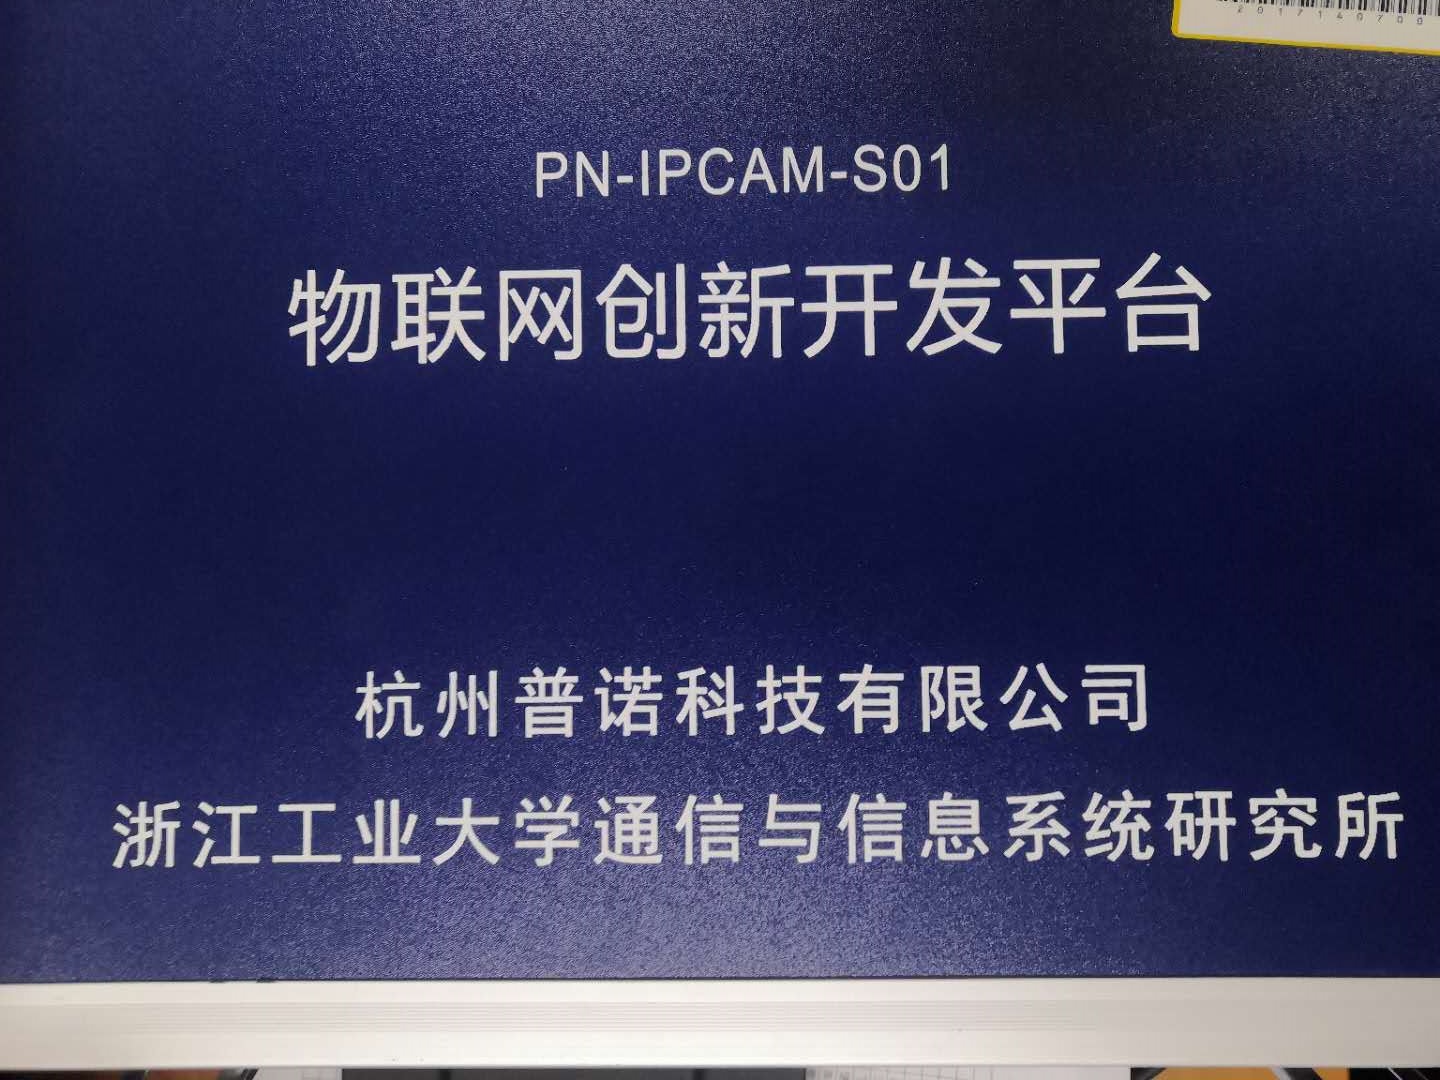 2017140700
PN-IPCAM-S01
物联网创新开发平台
杭州普诺科技有限公司
浙江工业大学通信与信息系统研究所